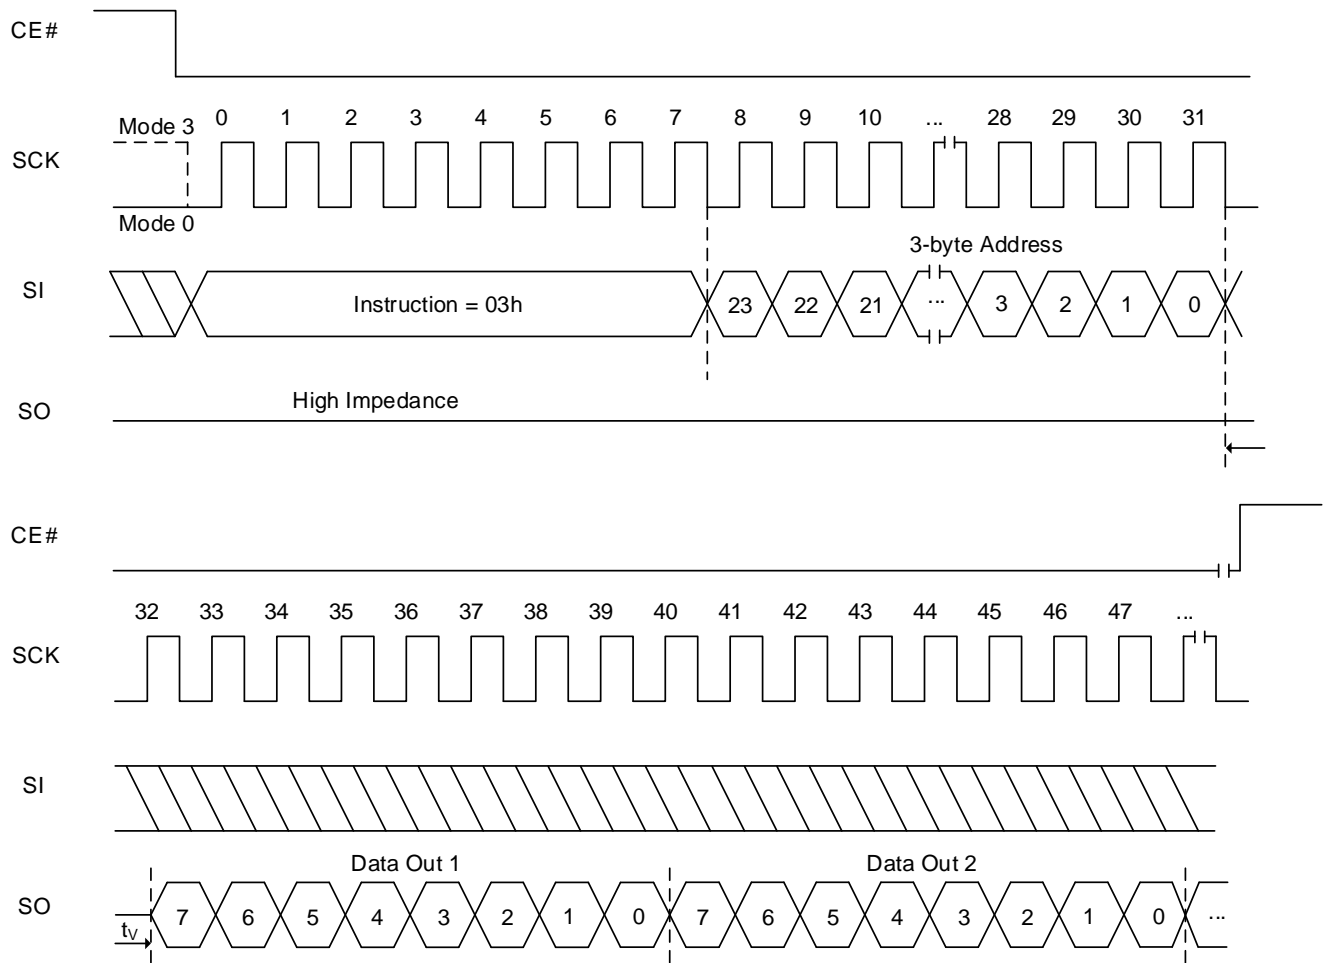 CE#
Mode 3 0 1 2 3 4 5 6 7 8 9 10 ... 28 29 30 31
SCK
Mode 0
3-byte Address
SI Instruction = 03h 23 22 21 ... 3 2 1 0
High Impedance
SO
CE#
32 33 34 35 36 37 38 39 40 41 42 43 44 45 46 47 ...
SCK
SI
Data Out 1 Data Out 2
SO 7 6 5 4 3 2 1 0 7 6 5 4 3 2 1 0 ...
tV